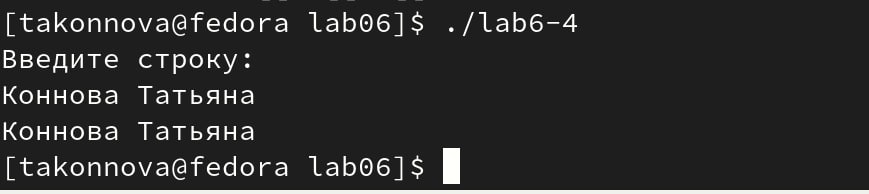 [takonnova@fedora lab06]$ ./lab6-4
Введите строку:
Коннова Татьяна
Коннова Татьяна
[takonnova@fedora lab06]$